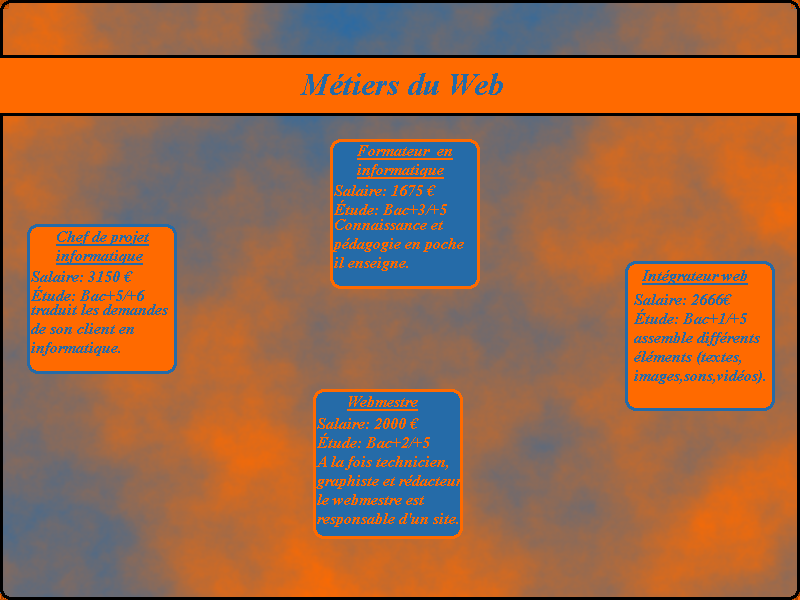 Métiers du Web
Formateur en
informatique
Salaire: 1675 €
Étude: Bac+3/+5
Connaissance et
pédagogie en poche
il enseigne.
Chef de projet
informatique
Salaire: 3150 €
Étude: Bac+5/+6
traduit les demandes
de son client en
informatique.
Intégrateur web
Salaire: 2666€
Étude: Bac+1/+5
assemble différents
éléments (textes,
images,sons,vidéos).
Webmestre
Salaire: 2000 €
Étude: Bac+2/+5
A la fois technicien,
graphiste et rédacteur
le webmestre est
responsable d'un site.